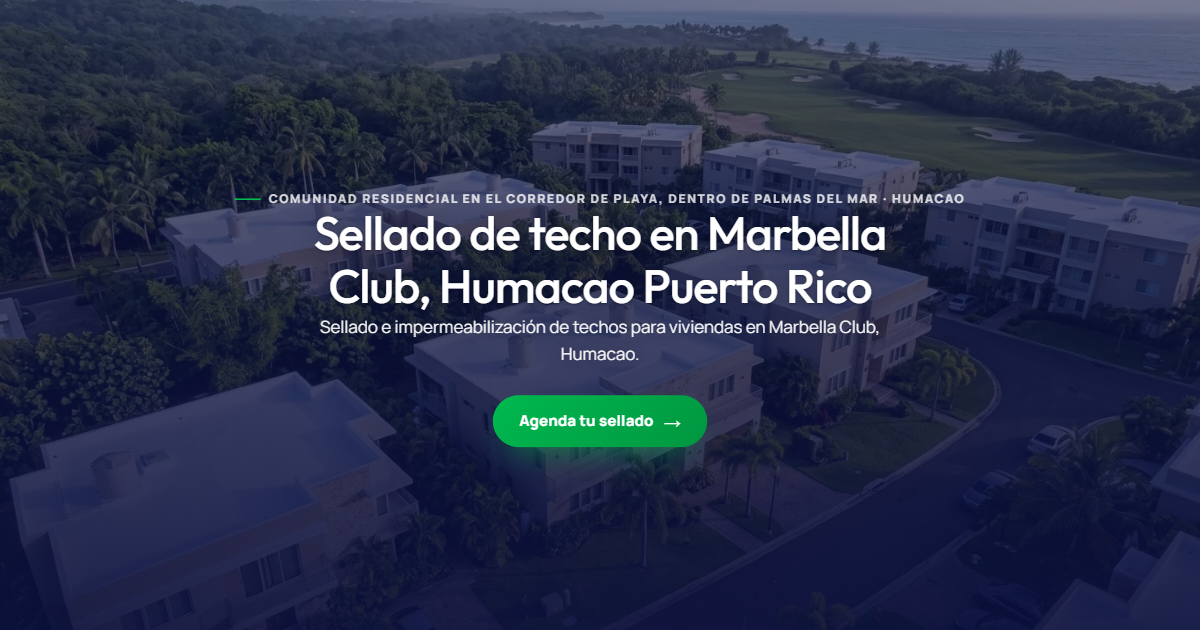 COMUNIDAD RESIDENCIAL EN EL CORREDOR DE PLAYA, DENTRO DE PALMAS DEL MAR · HUMACAO
Sellado de techo en Marbella
Club, Humacao Puerto Rico
Sellado e impermeabilización de techos para viviendas en Marbella Club,
Humacao.
Agenda tu sellado →